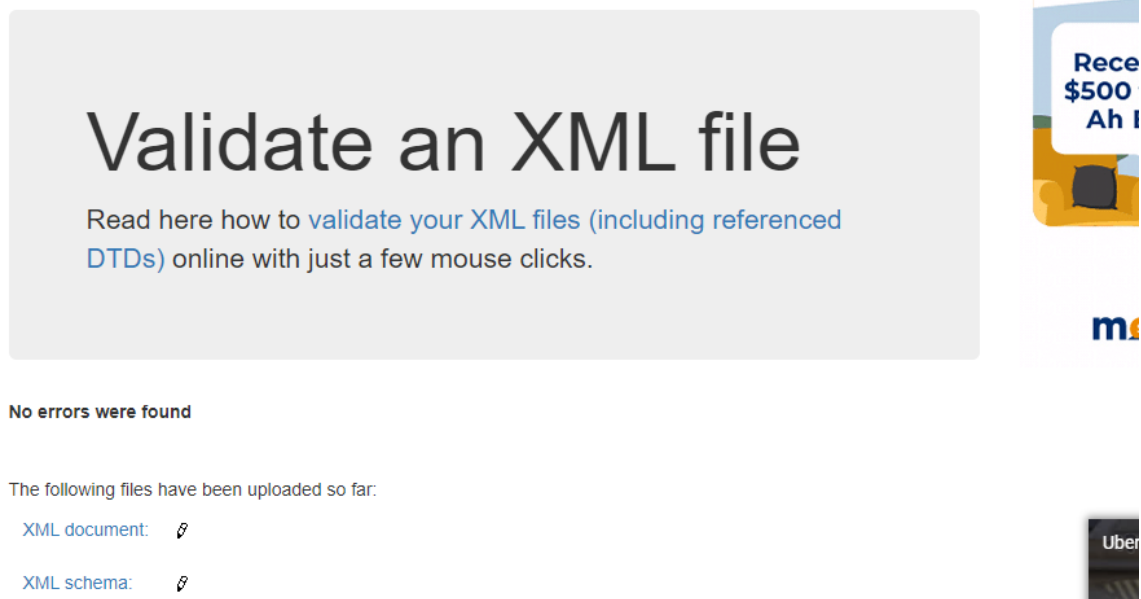 Validate an XML file
Read here how to validate your XML files (including referenced
DTDs) online with just a few mouse clicks.
No errors were found
The following files have been uploaded so far:
XML document:
XML schema:
$500
Ah
Uber